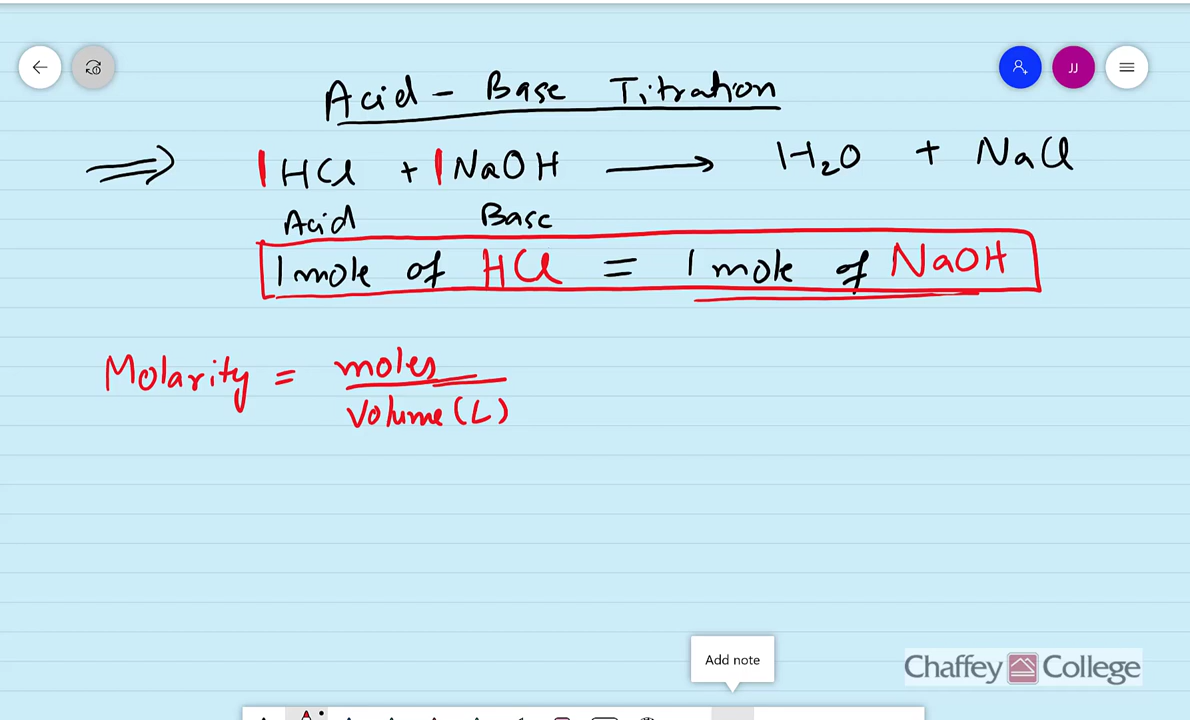 Acid - Base Titration
⇒ 1 HCl + 1 NaOH → H₂O + NaCl
Acid Base
1 mole of HCl = 1 mole of NaOH
Molarity = moles
Volume (L)
JJ
Add note
Chaffey College